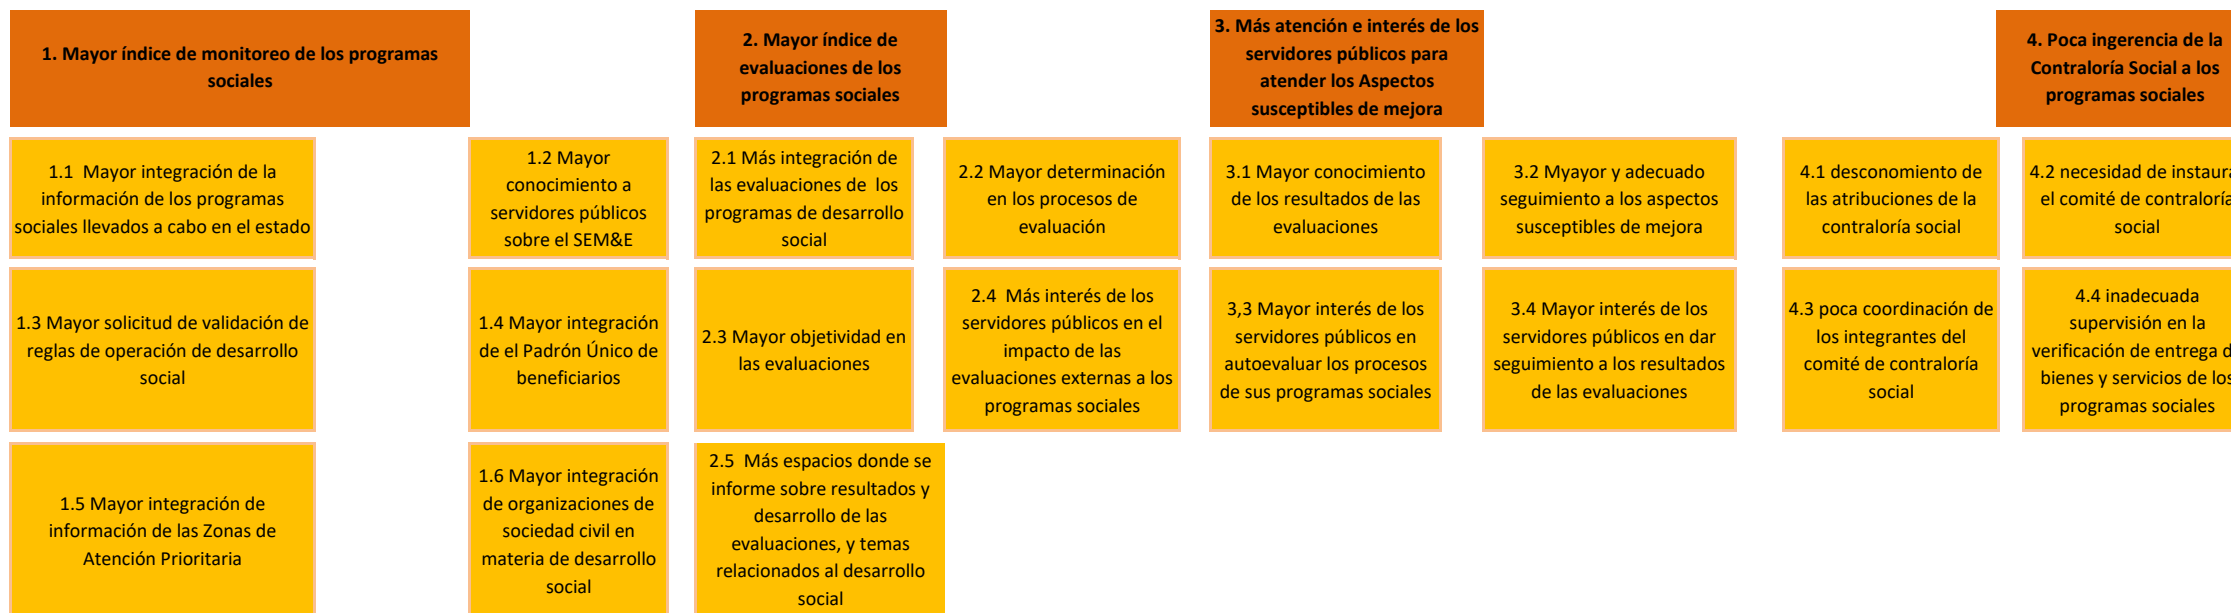 1. Mayor índice de monitoreo de los programas
sociales
2. Mayor índice de
evaluaciones de los
programas sociales
3. Más atención e interés de los
servidores públicos para
atender los Aspectos
susceptibles de mejora
4. Poca ingerencia de la
Contraloría Social a los
programas sociales
1.1 Mayor integración de la
información de los programas
sociales llevados a cabo en el estado
1.2 Mayor
conocimiento a
servidores públicos
sobre el SEM&E
2.1 Más integración de
las evaluaciones de los
programas de desarrollo
social
2.2 Mayor determinación
en los procesos de
evaluación
3.1 Mayor conocimiento
de los resultados de las
evaluaciones
3.2 Myayor y adecuado
seguimiento a los aspectos
susceptibles de mejora
4.1 desconomiento de
las atribuciones de la
contraloría social
4.2 necesidad de instaura
el comité de contraloría
social
1.3 Mayor solicitud de validación de
reglas de operación de desarrollo
social
1.4 Mayor integración
de el Padrón Único de
beneficiarios
2.3 Mayor objetividad en
las evaluaciones
2.4 Más interés de los
servidores públicos en el
impacto de las
evaluaciones externas a los
programas sociales
3,3 Mayor interés de los
servidores públicos en
autoevaluar los procesos
de sus programas sociales
3.4 Mayor interés de los
servidores públicos en dar
seguimiento a los resultados
de las evaluaciones
4.3 poca coordinación de
los integrantes del
comité de contraloría
social
4.4 inadecuada
supervisión en la
verificación de entrega d
bienes y servicios de los
programas sociales
1.5 Mayor integración de
información de las Zonas de
Atención Prioritaria
1.6 Mayor integración
de organizaciones de
sociedad civil en
materia de desarrollo
social
2.5 Más espacios donde se
informe sobre resultados y
desarrollo de las
evaluaciones, y temas
relacionados al desarrollo
social